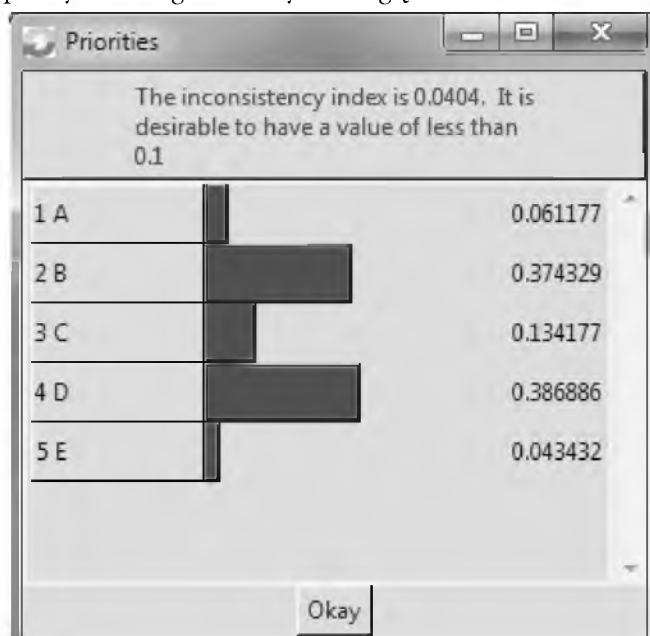 Priorities
The inconsistency index is 0.0404. It is
desirable to have a value of less than
0.1
1 A 0.061177
2 B 0.374329
3 C 0.134177
4 D 0.386886
5 E 0.043432
Okay